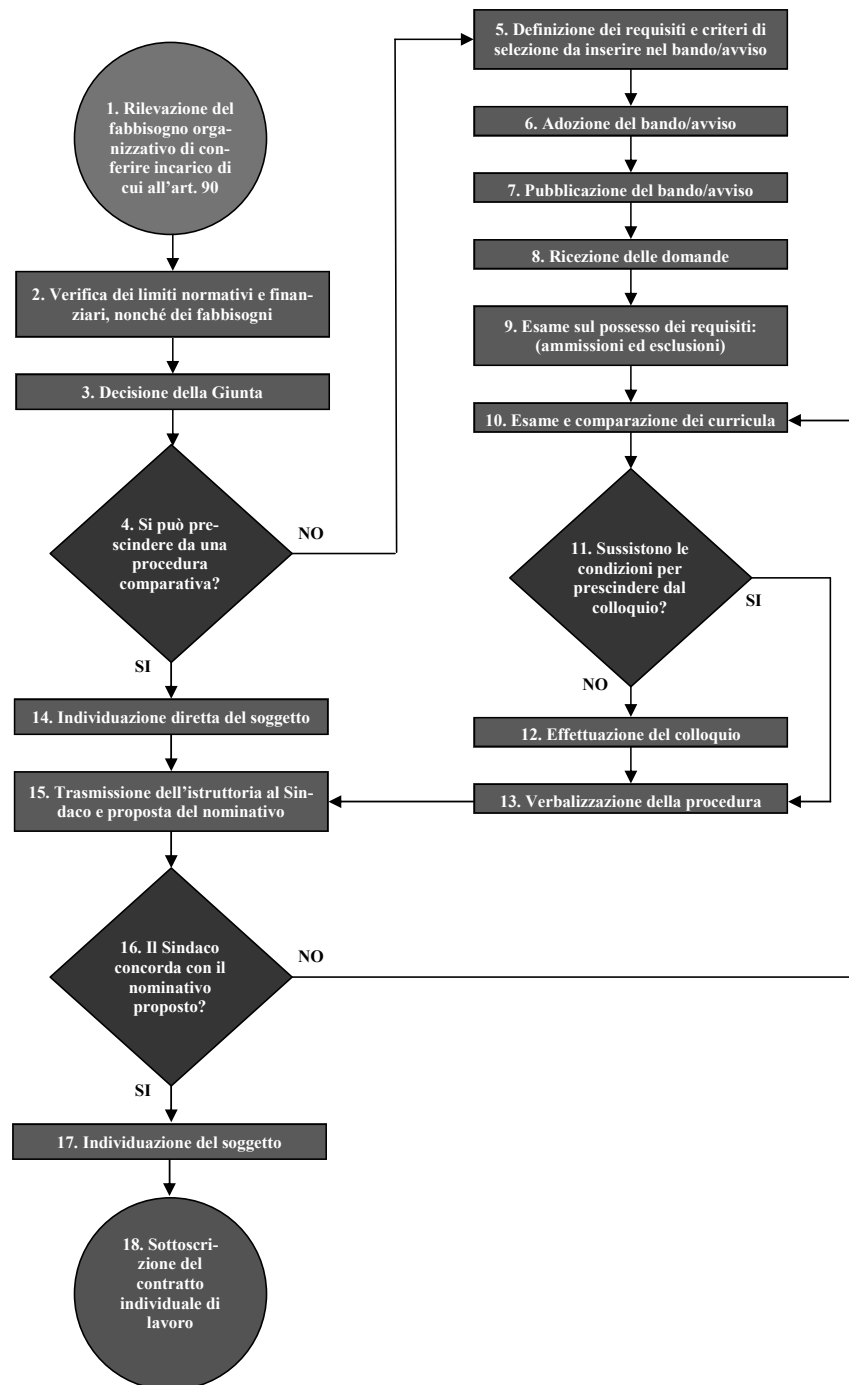 1. Rilevazione del
fabbisogno orga-
nizzativo di con-
ferire incarico di
cui all'art. 90
2. Verifica dei limiti normativi e finan-
ziari, nonché dei fabbisogni
3. Decisione della Giunta
4. Si può pre-
scindere da una
procedura
comparativa?
NO
SI
5. Definizione dei requisiti e criteri di
selezione da inserire nel bando/avviso
6. Adozione del bando/avviso
7. Pubblicazione del bando/avviso
8. Ricezione delle domande
9. Esame sul possesso dei requisiti:
(ammissioni ed esclusioni)
10. Esame e comparazione dei curricula
11. Sussistono le
condizioni per
prescindere dal
colloquio?
SI
NO
12. Effettuazione del colloquio
13. Verbalizzazione della procedura
14. Individuazione diretta del soggetto
15. Trasmissione dell'istruttoria al Sin-
daco e proposta del nominativo
16. Il Sindaco
concorda con il
nominativo
proposto?
NO
SI
17. Individuazione del soggetto
18. Sottoscri-
zione del
contratto
individuale di
lavoro